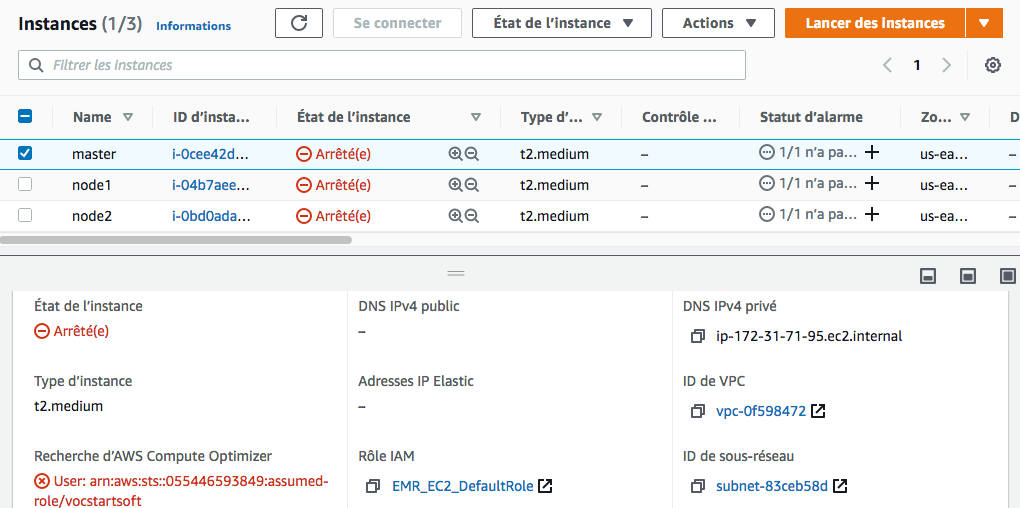 Instances (1/3) Informations Se connecter État de l'instance Actions Lancer des instances
Filtrer les instances 1
Name ID d'insta... État de l'instance Type d'... Contrôle ... Statut d'alarme Zo... D
master i-0cee42d... Arrêté(e) t2.medium – 1/1 n'a pa... + us-ea... –
node1 i-04b7aee... Arrêté(e) t2.medium – 1/1 n'a pa... + us-ea... –
node2 i-0bd0ada... Arrêté(e) t2.medium – 1/1 n'a pa... + us-ea... –
État de l'instance DNS IPv4 public DNS IPv4 privé
Arrêté(e) – ip-172-31-71-95.ec2.internal
Type d'instance Adresses IP Elastic ID de VPC
t2.medium – vpc-0f598472
Recherche d'AWS Compute Optimizer Rôle IAM ID de sous-réseau
User: arn:aws:sts::055446593849:assumed- EMR_EC2_DefaultRole subnet-83ceb58d
role/vocstartsoft